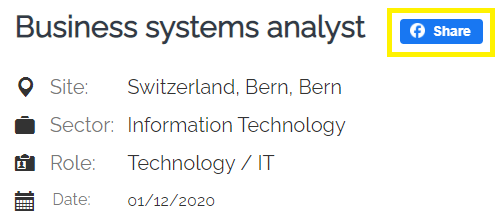 Business systems analyst
Share
Site: Switzerland, Bern, Bern
Sector: Information Technology
Role: Technology / IT
Date: 01/12/2020